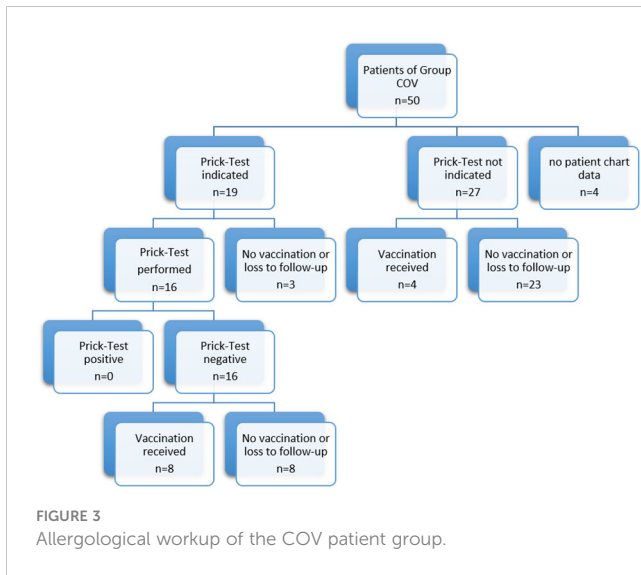 Patients of Group
COV
n=50
Prick-Test
indicated
n=19
Prick-Test not
indicated
n=27
no patient chart
data
n=4
Prick-Test
performed
n=16
No vaccination or
loss to follow-up
n=3
Vaccination
received
n=4
No vaccination or
loss to follow-up
n=23
Prick-Test
positive
n=0
Prick-Test
negative
n=16
Vaccination
received
n=8
No vaccination or
loss to follow-up
n=8
FIGURE 3
Allergological workup of the COV patient group.